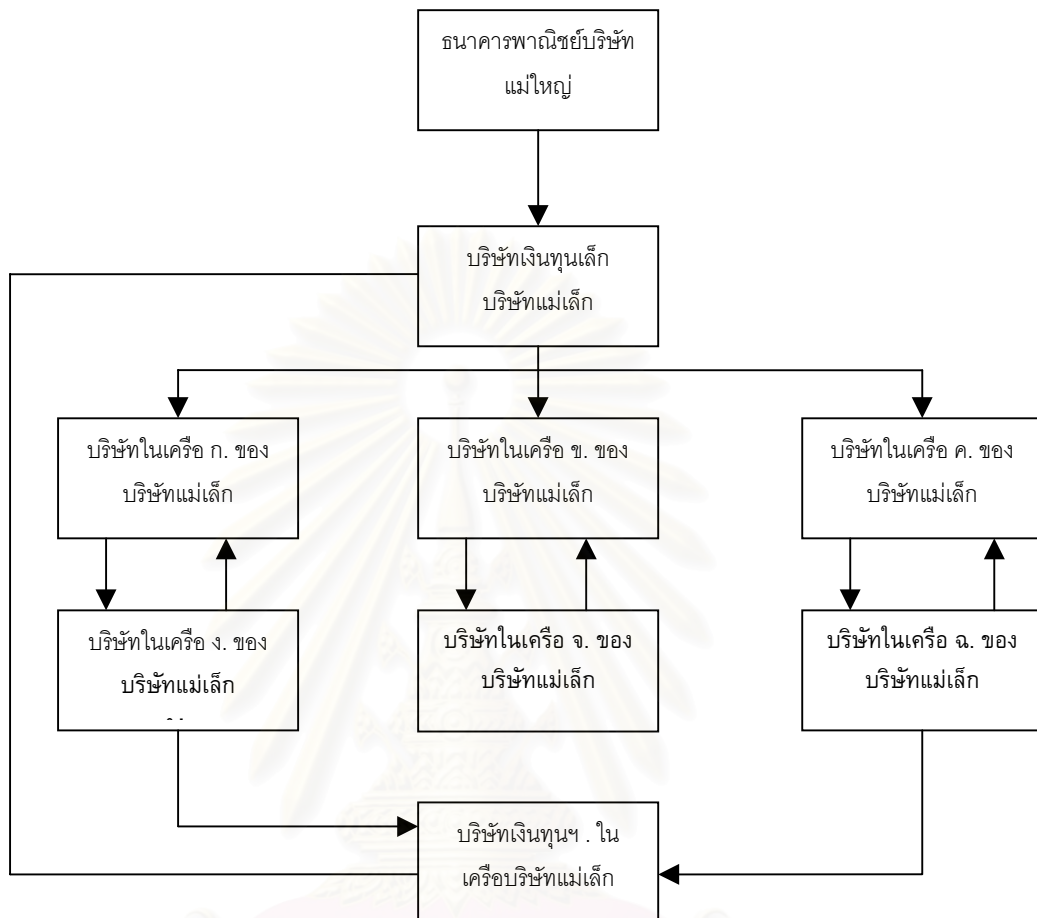 ธนาคารพาณิชย์บริษัท
แม่ใหญ่
บริษัทเงินทุนเล็ก
บริษัทแม่เล็ก
บริษัทในเครือ ก. ของ
บริษัทแม่เล็ก
บริษัทในเครือ ข. ของ
บริษัทแม่เล็ก
บริษัทในเครือ ค. ของ
บริษัทแม่เล็ก
บริษัทในเครือ ง. ของ
บริษัทแม่เล็ก
บริษัทในเครือ จ. ของ
บริษัทแม่เล็ก
บริษัทในเครือ ฉ. ของ
บริษัทแม่เล็ก
บริษัทเงินทุนฯ . ใน
เครือบริษัทแม่เล็ก